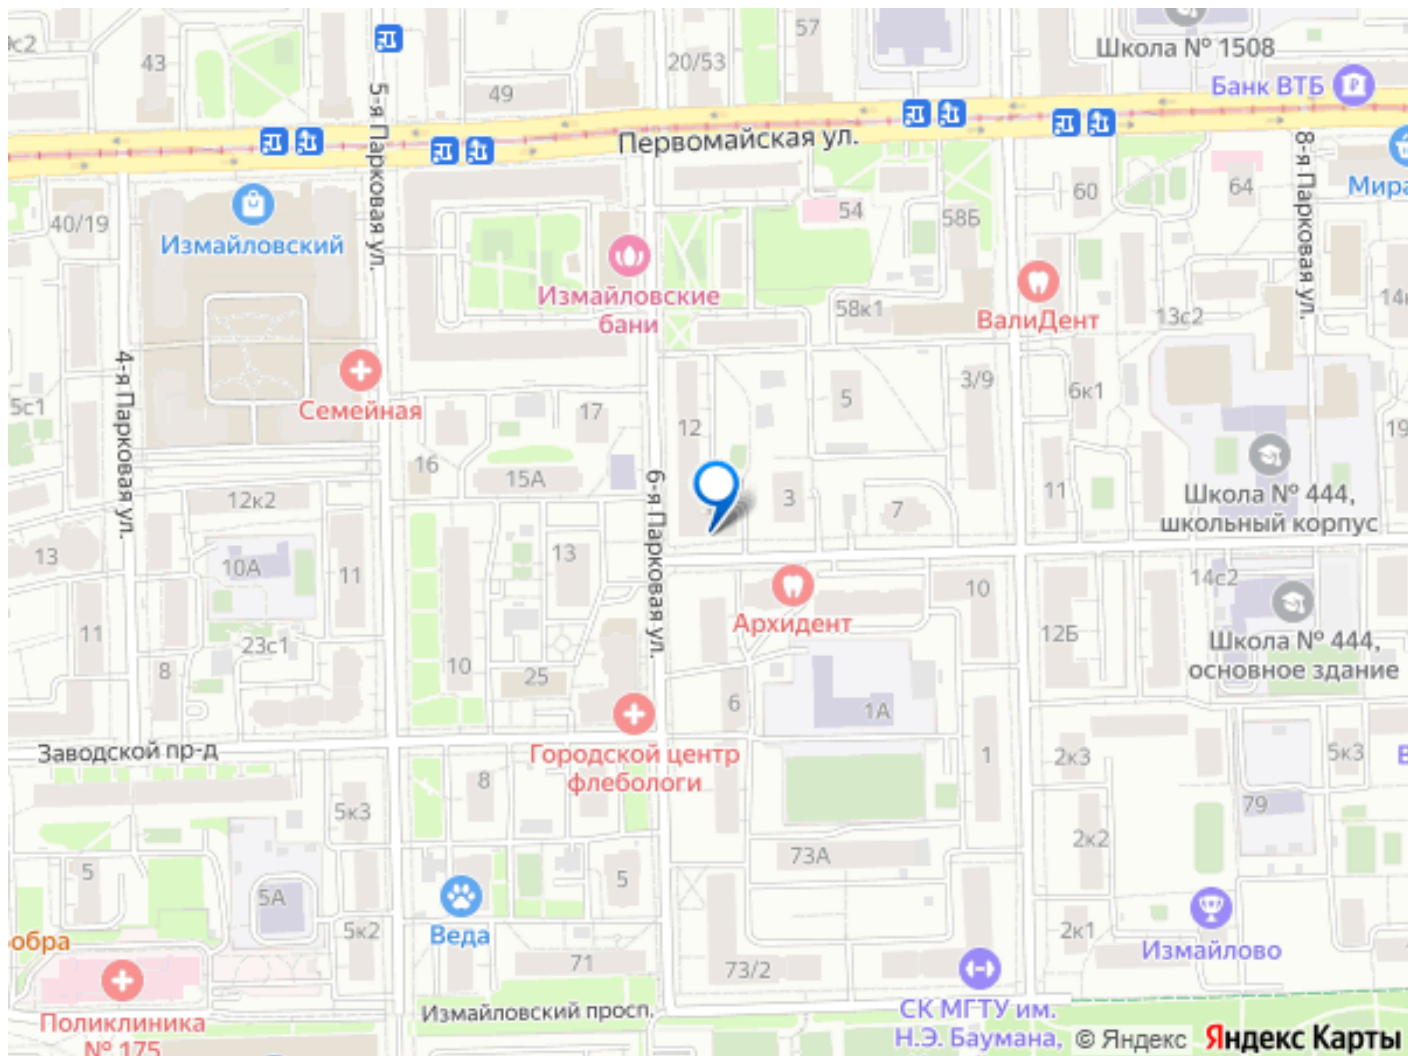 57
Школа № 1508
43
20/53
49
Банк ВТБ
5-я Парковая ул.
Первомайская ул.
8-я Парковая ул.
60
64
Мира
40/19
54
58Б
Измайловский
Измайловские
бани
58к1
ВалиДент
13с2
4-я Парковая ул.
5с1
Семейная
17
12
5
3/9
6к1
19
16
15А
6-я Парковая ул.
3
7
11
Школа № 444,
школьный корпус
12к2
13
10А
11
13
10
14с2
Архидент
11
23с1
12Б
Школа № 444,
основное здание
8
10
25
6
1А
Заводской пр-д
Городской центр
флебологи
1
2к3
5к3
8
5к3
79
2к2
73А
5
5А
5
обра
5к2
Веда
2к1
Измайлово
71
73/2
Поликлиника
№ 175
Измайловский просп.
СК МГТУ им.
Н.Э. Баумана,
© Яндекс Яндекс Карты